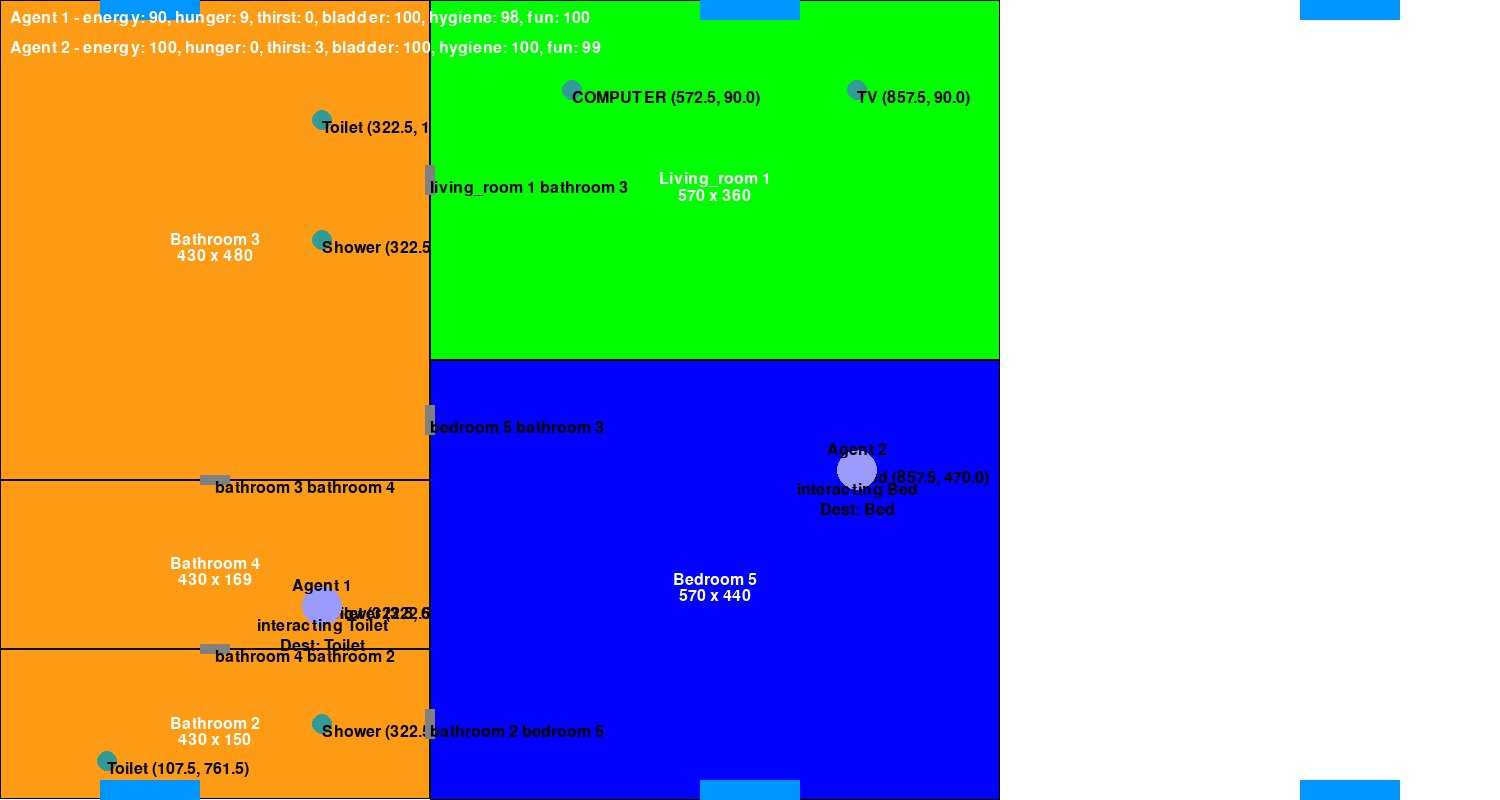 Agent 1 - energy: 90, hunger: 9, thirst: 0, bladder: 100, hygiene: 98, fun: 100
Agent 2 - energy: 100, hunger: 0, thirst: 3, bladder: 100, hygiene: 100, fun: 99
COMPUTER (572.5, 90.0)
TV (857.5, 90.0)
Toilet (322.5, 1
living_room 1 bathroom 3
Living_room 1
570 x 360
Bathroom 3
430 x 480
Shower (322.5
bedroom 5 bathroom 3
Agent 2
d (857.5, 470.0)
interacting Bed
Dest: Bed
bathroom 3 bathroom 4
Bathroom 4
430 x 169
Bedroom 5
570 x 440
Agent 1
interacting Toilet
Dest: Toilet
bathroom 4 bathroom 2
Bathroom 2
430 x 150
Shower (322.5
bathroom 2 bedroom 5
Toilet (107.5, 761.5)